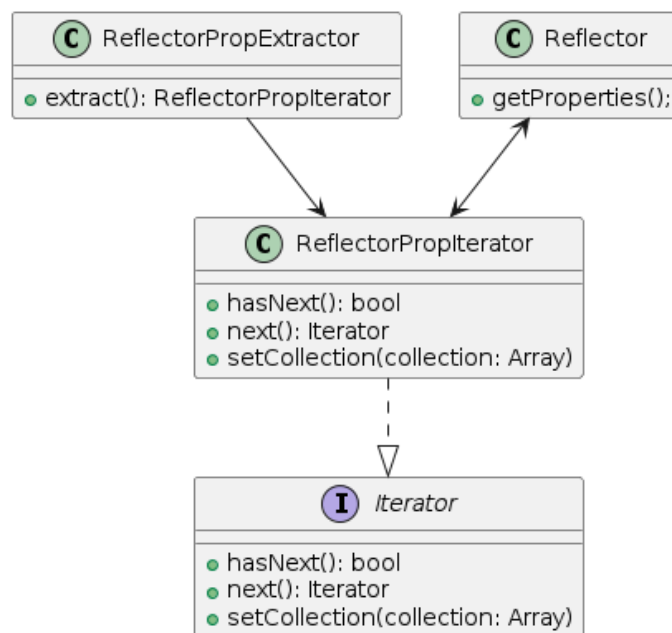 C ReflectorPropExtractor
extract(): ReflectorPropIterator
C Reflector
getProperties();
C ReflectorPropIterator
hasNext(): bool
next(): Iterator
setCollection(collection: Array)
I Iterator
hasNext(): bool
next(): Iterator
setCollection(collection: Array)